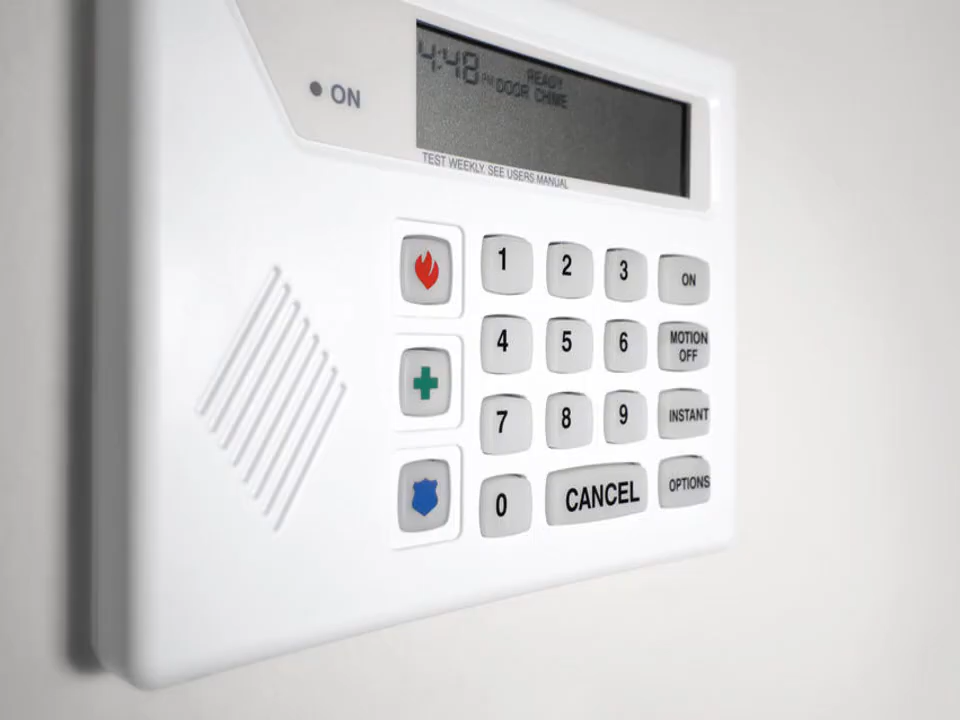 ON
4:48 PM READY
DOOR CHIME
TEST WEEKLY. SEE USERS MANUAL
1 2 3 ON
4 5 6 MOTION OFF
7 8 9 INSTANT
0 CANCEL OPTIONS